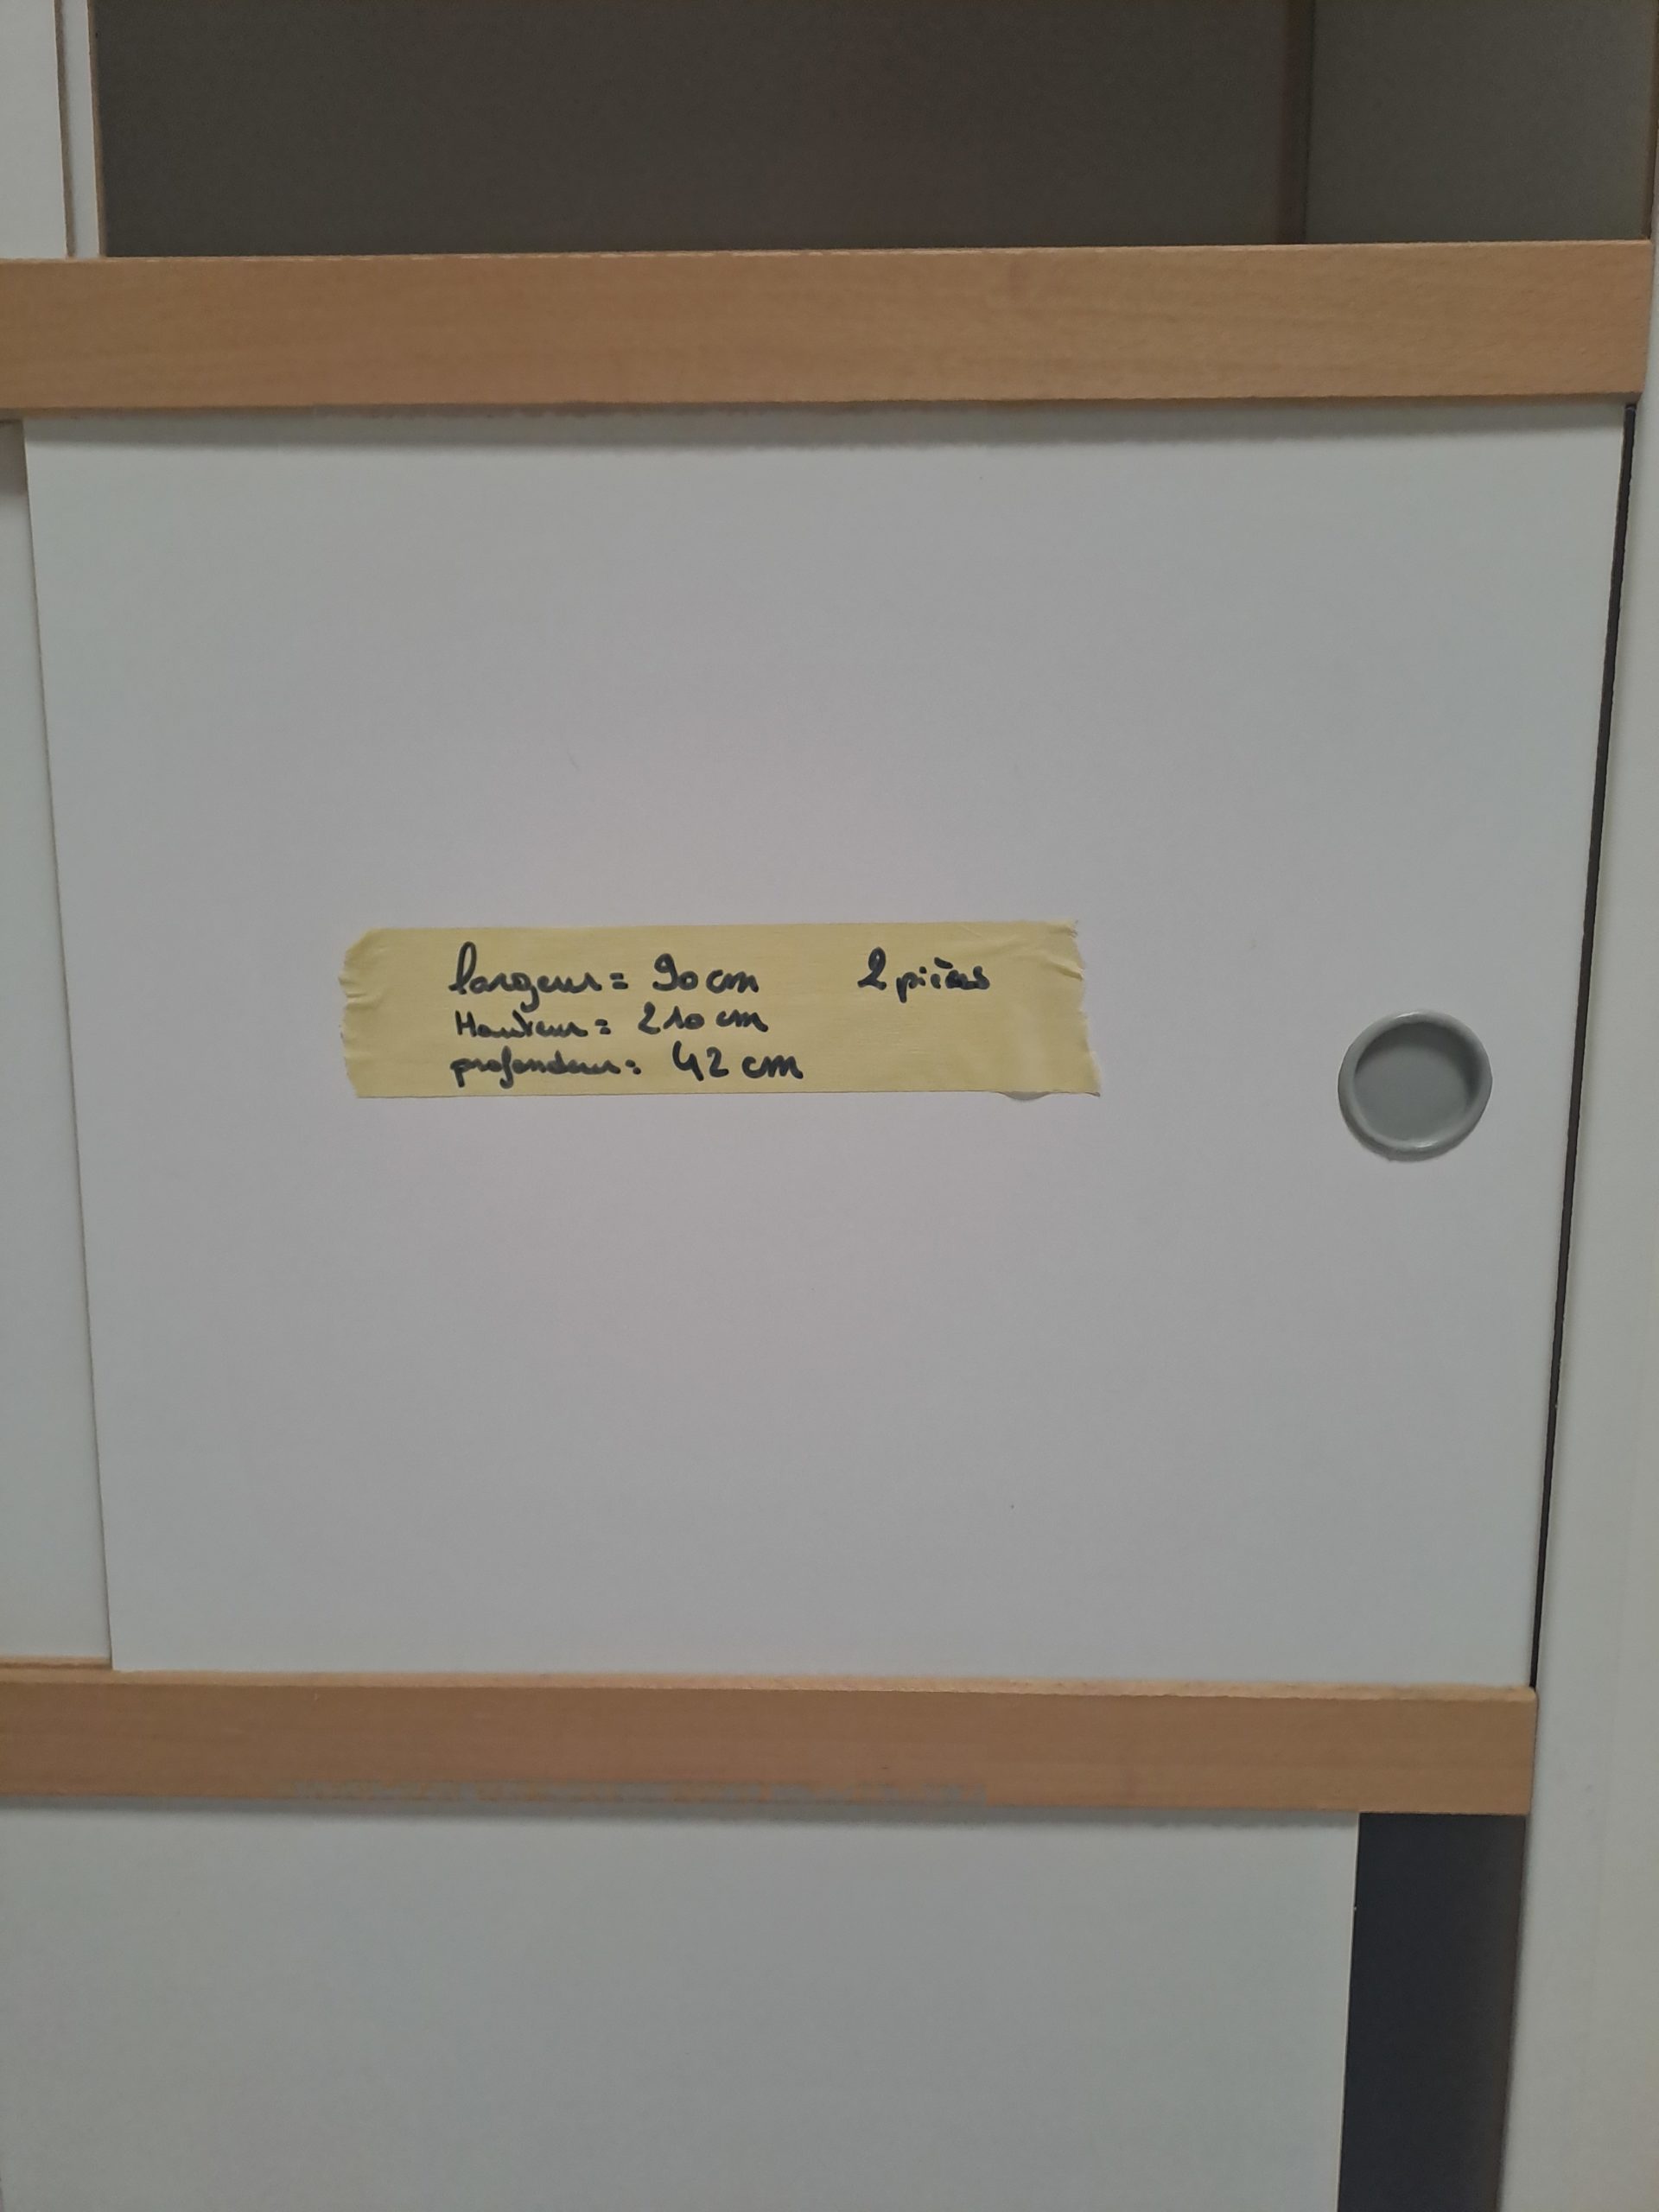 largeur = 90 cm 2 pièces
Hauteur = 210 cm
profondeur = 42 cm